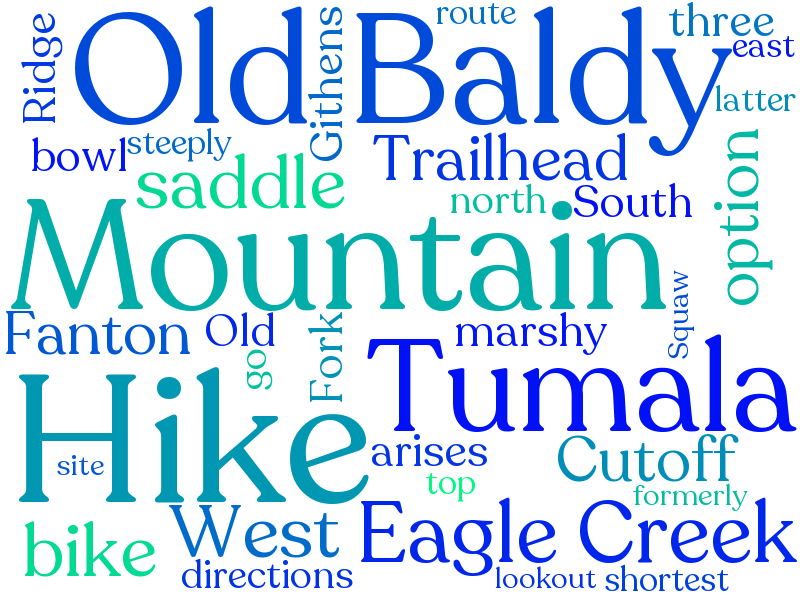 route
three
Ridge
Old Baldy
Githens
east
latter
bowl
steeply
Trailhead
option
saddle
north
South
Mountain
Squaw
Fanton
Old
marshy
go
Fork
Tumala
Hike
arises
Cutoff
site
top
formerly
bike
West
Eagle Creek
directions
lookout
shortest